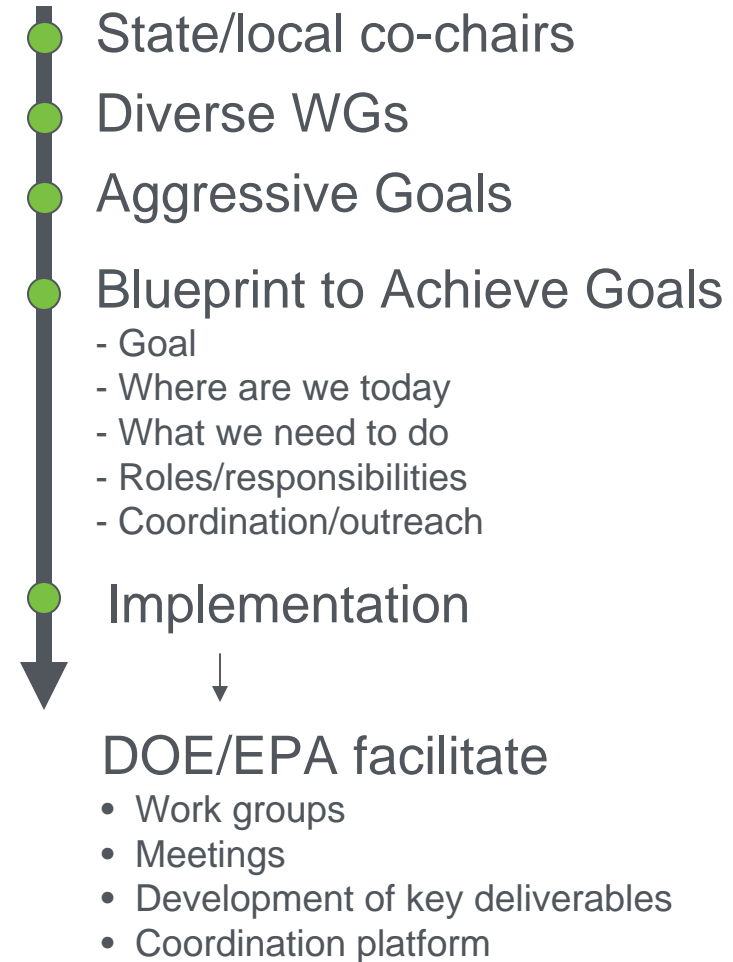 State/local co-chairs
Diverse WGs
Aggressive Goals
Blueprint to Achieve Goals
- Goal
- Where are we today
- What we need to do
- Roles/responsibilities
- Coordination/outreach
Implementation
DOE/EPA facilitate
• Work groups
• Meetings
• Development of key deliverables
• Coordination platform